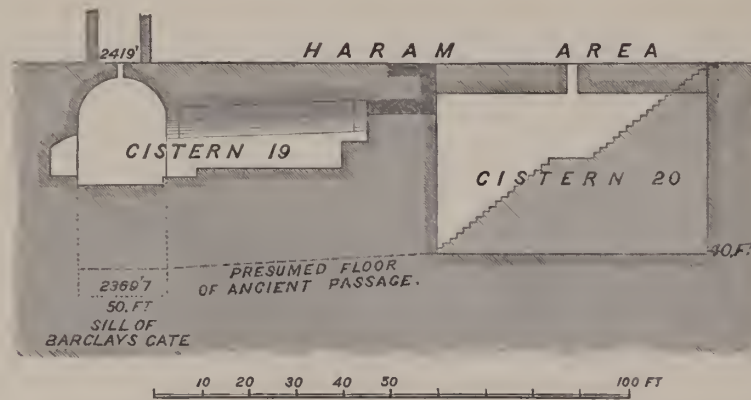 HARAM AREA
2419'
CISTERN 19
CISTERN 20
40.F.
PRESUMED FLOOR
OF ANCIENT PASSAGE.
2369'7
50.FT
SILL OF
BARCLAYS GATE
10 20 30 40 50 100 FT